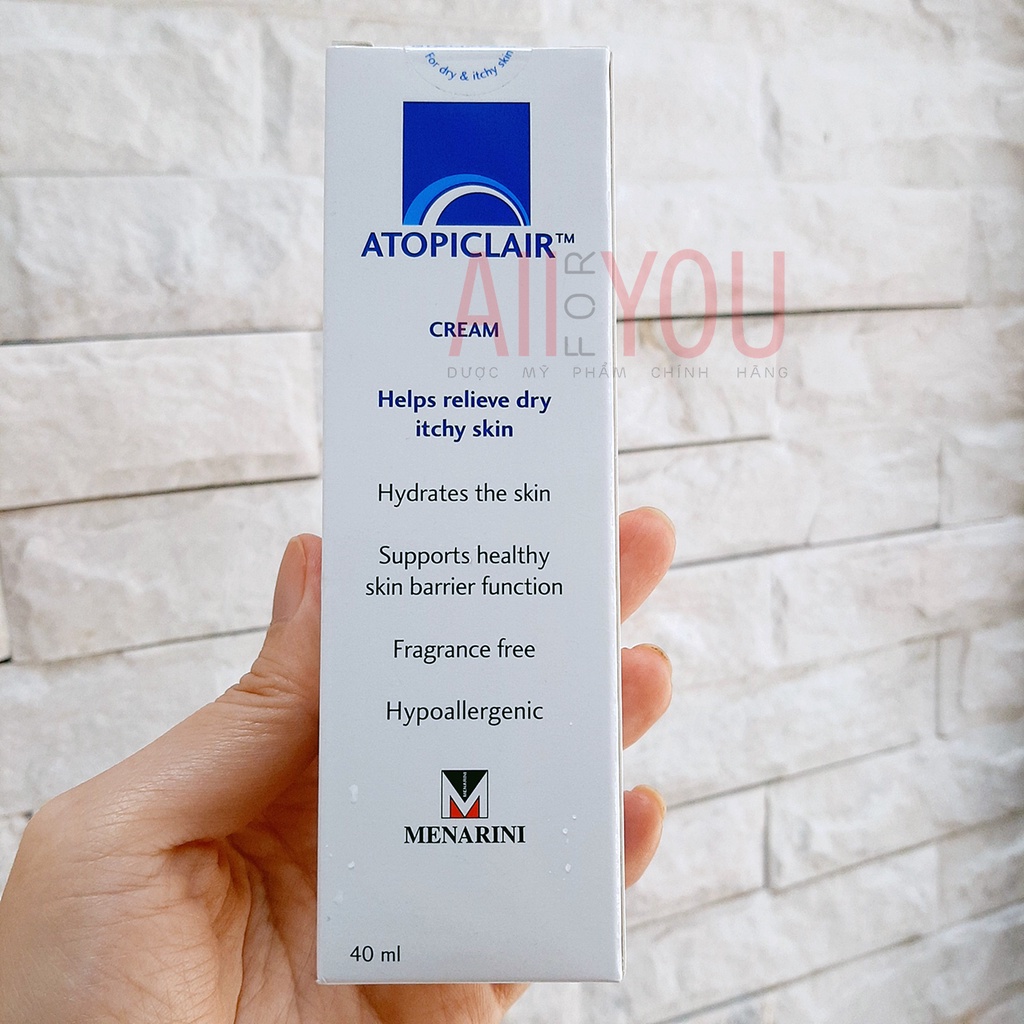 For dry & itchy skin
ATOPICLAIR™
All FOR YOU
DƯỢC MỸ PHẨM CHÍNH HÃNG
CREAM
Helps relieve dry
itchy skin
Hydrates the skin
Supports healthy
skin barrier function
Fragrance free
Hypoallergenic
MENARINI
MENARINI
40 ml